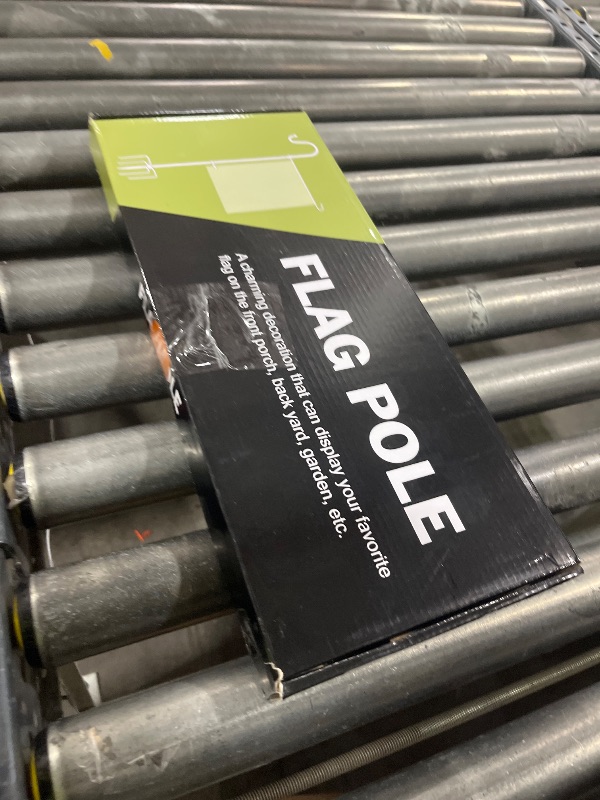 FLAG POLE
A charming decoration that can display your favorite
flag on the front porch, back yard, garden, etc.